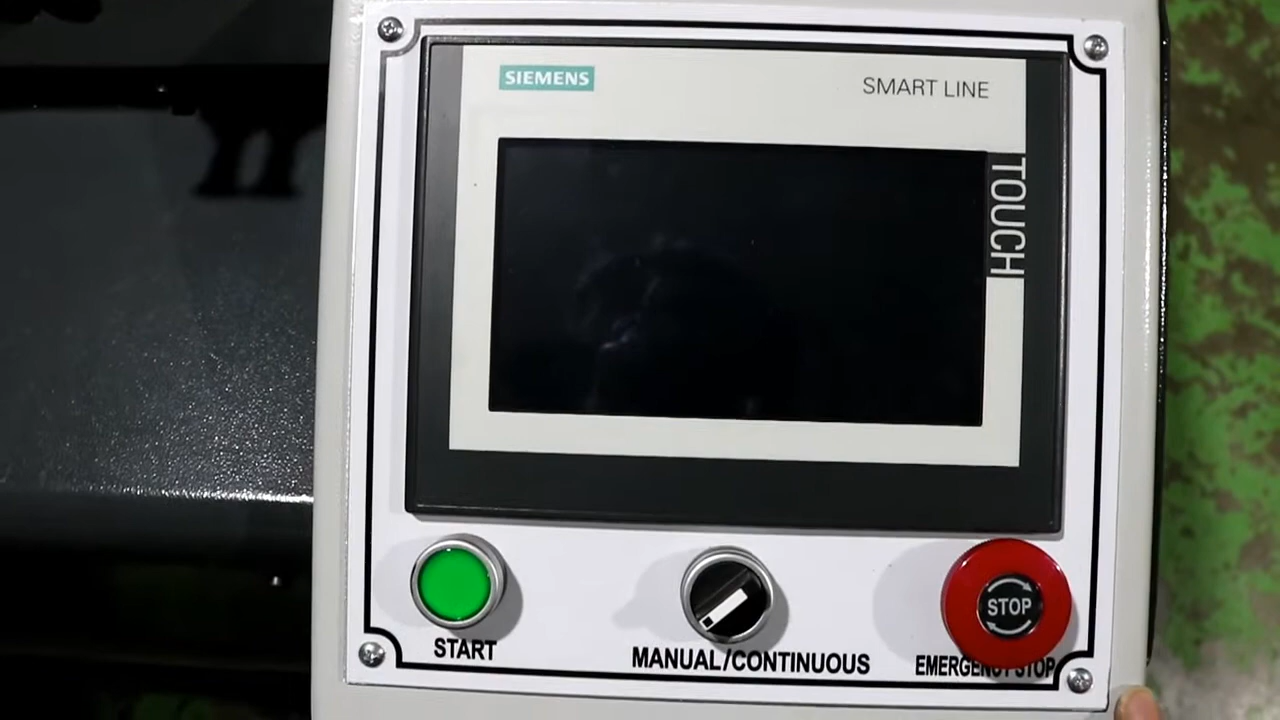 SIEMENS
SMART LINE
TOUCH
STOP
START
MANUAL/CONTINUOUS
EMERGENCY STOP